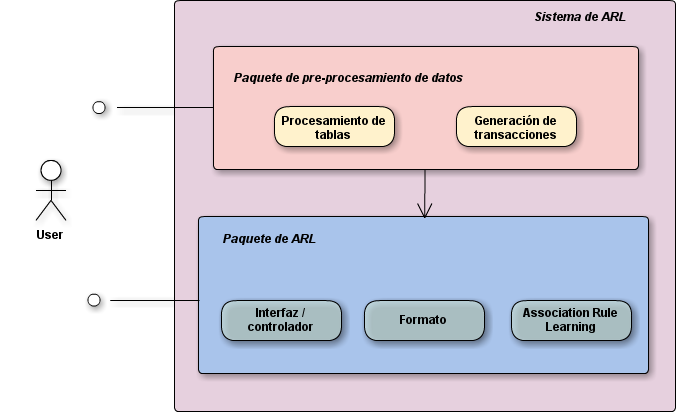 Sistema de ARL
Paquete de pre-procesamiento de datos
Procesamiento de
tablas
Generación de
transacciones
User
Paquete de ARL
Interfaz /
controlador
Formato
Association Rule
Learning